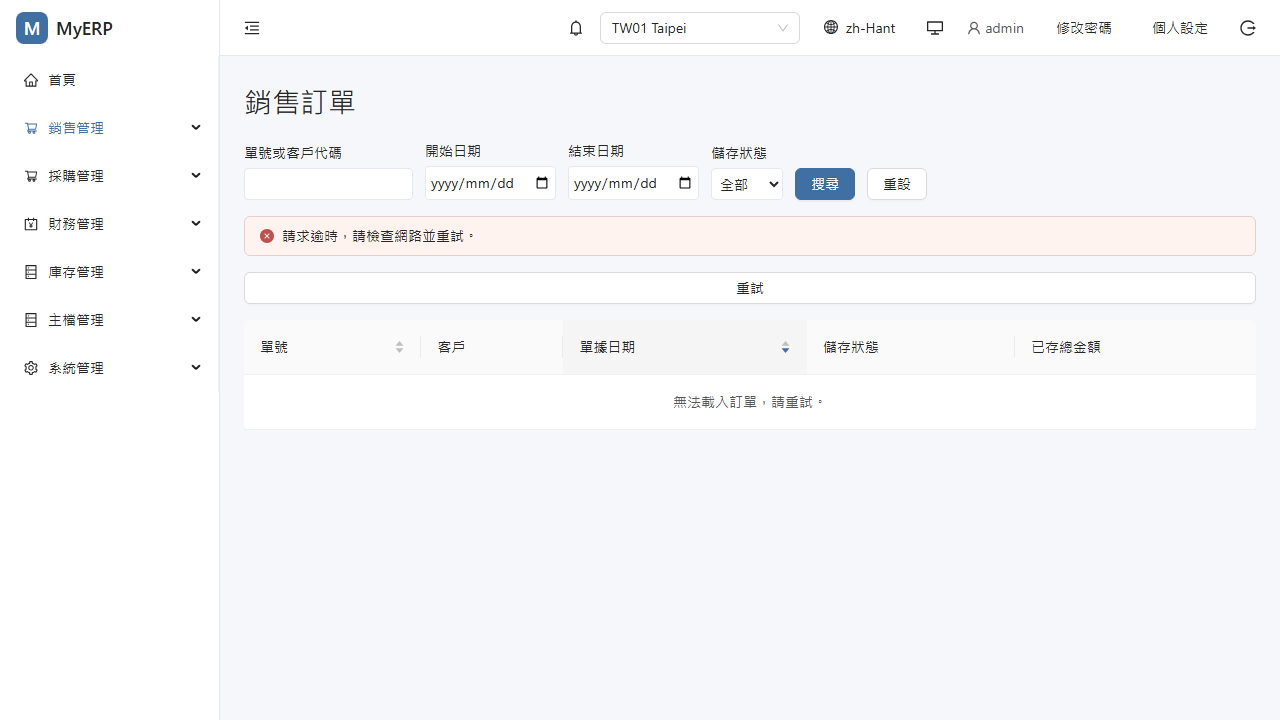 M MyERP
TW01 Taipei
zh-Hant
admin
修改密碼
個人設定
首頁
銷售管理
採購管理
財務管理
庫存管理
主檔管理
系統管理
銷售訂單
單號或客戶代碼
開始日期
yyyy/mm/dd
結束日期
yyyy/mm/dd
儲存狀態
全部
搜尋
重設
請求逾時，請檢查網路並重試。
重試
單號 客戶 單據日期 儲存狀態 已存總金額
無法載入訂單，請重試。